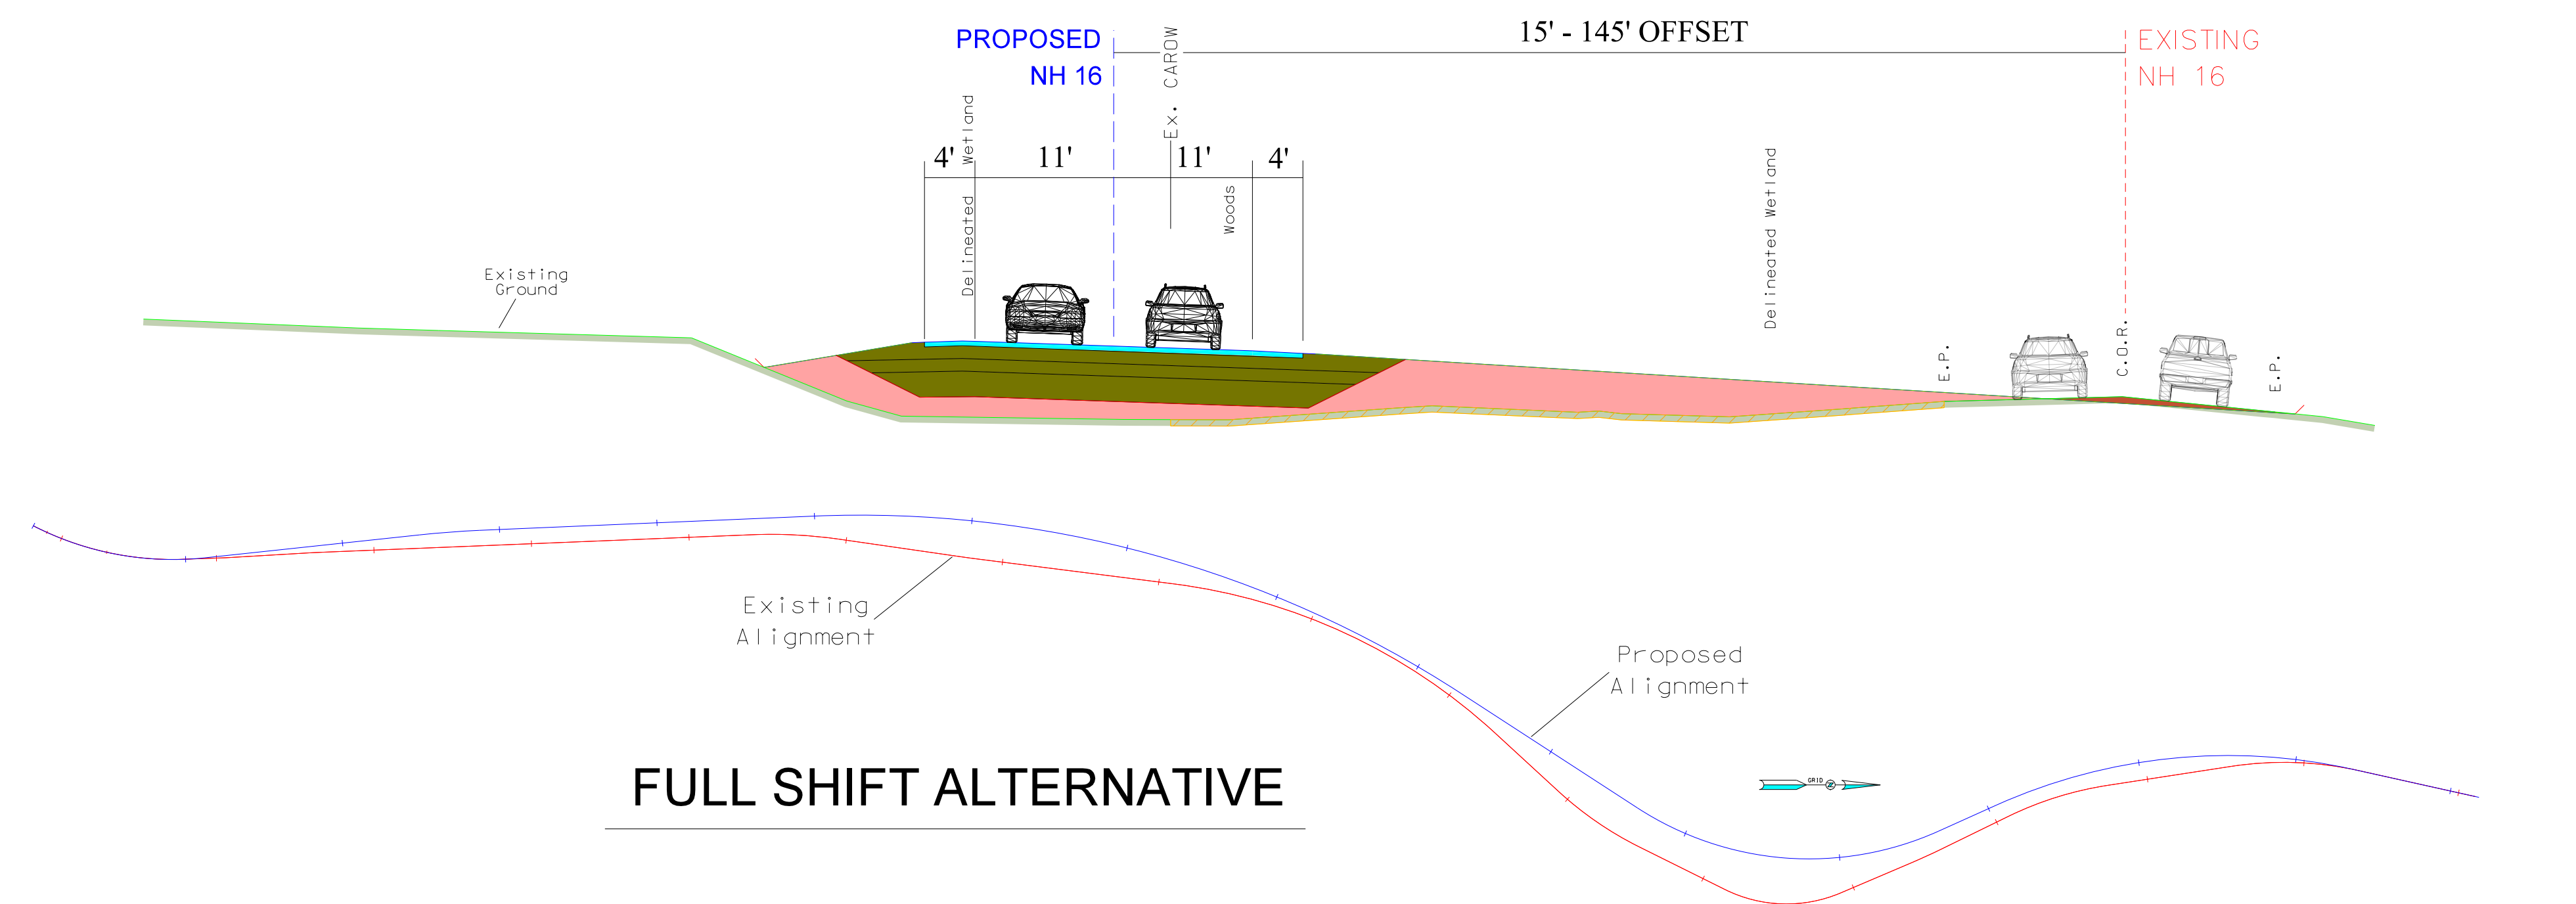 15' - 145' OFFSET
PROPOSED
NH 16
EXISTING
NH 16
Ex. CAROW
4'
11'
11'
4'
Delineated Wetland
Woods
Delineated Wetland
Existing
Ground
E.P.
C.O.R.
E.P.
Existing
Alignment
Proposed
Alignment
GRID
FULL SHIFT ALTERNATIVE